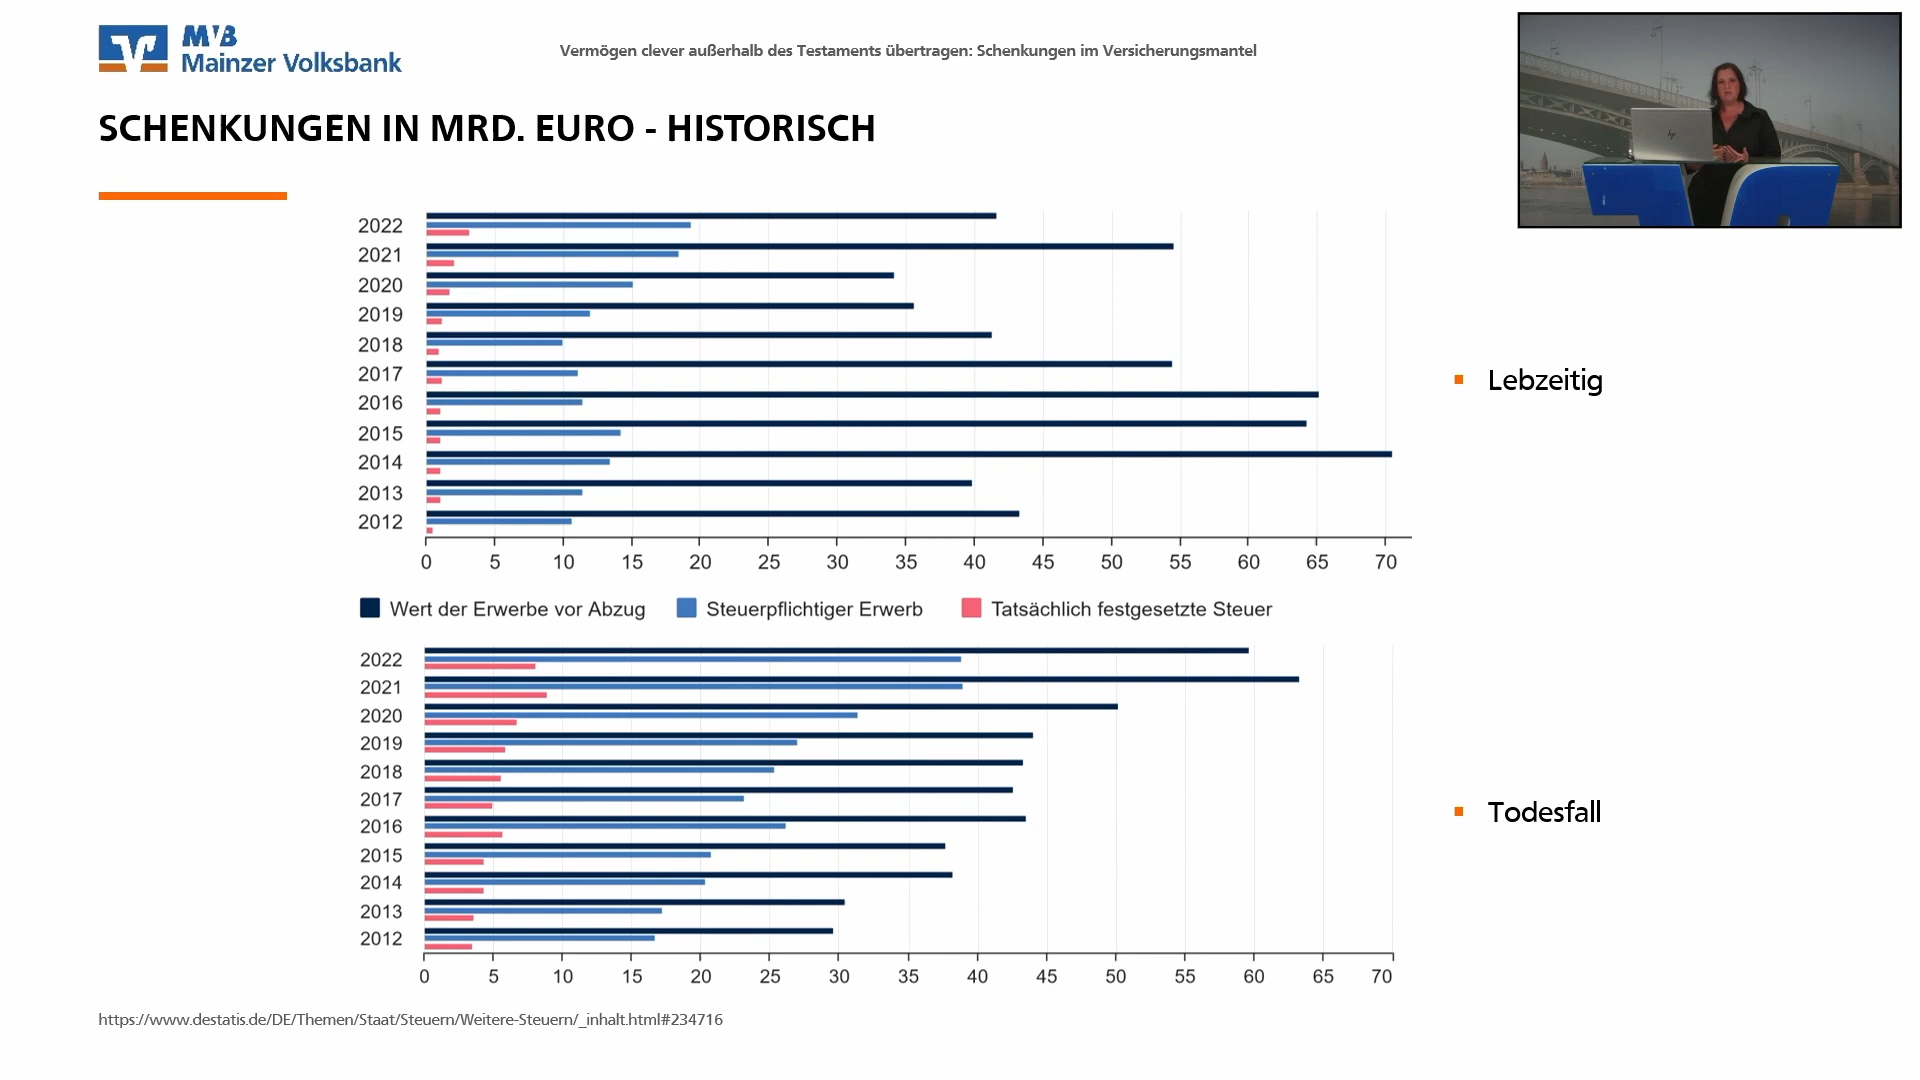 MVB
Mainzer Volksbank
Vermögen clever außerhalb des Testaments übertragen: Schenkungen im Versicherungsmantel
SCHENKUNGEN IN MRD. EURO - HISTORISCH
2022
2021
2020
2019
2018
2017
2016
2015
2014
2013
2012
0 5 10 15 20 25 30 35 40 45 50 55 60 65 70
Lebzeitig
Wert der Erwerbe vor Abzug Steuerpflichtiger Erwerb Tatsächlich festgesetzte Steuer
2022
2021
2020
2019
2018
2017
2016
2015
2014
2013
2012
0 5 10 15 20 25 30 35 40 45 50 55 60 65 70
Todesfall
https://www.destatis.de/DE/Themen/Staat/Steuern/Weitere-Steuern/_inhalt.html#234716
hp